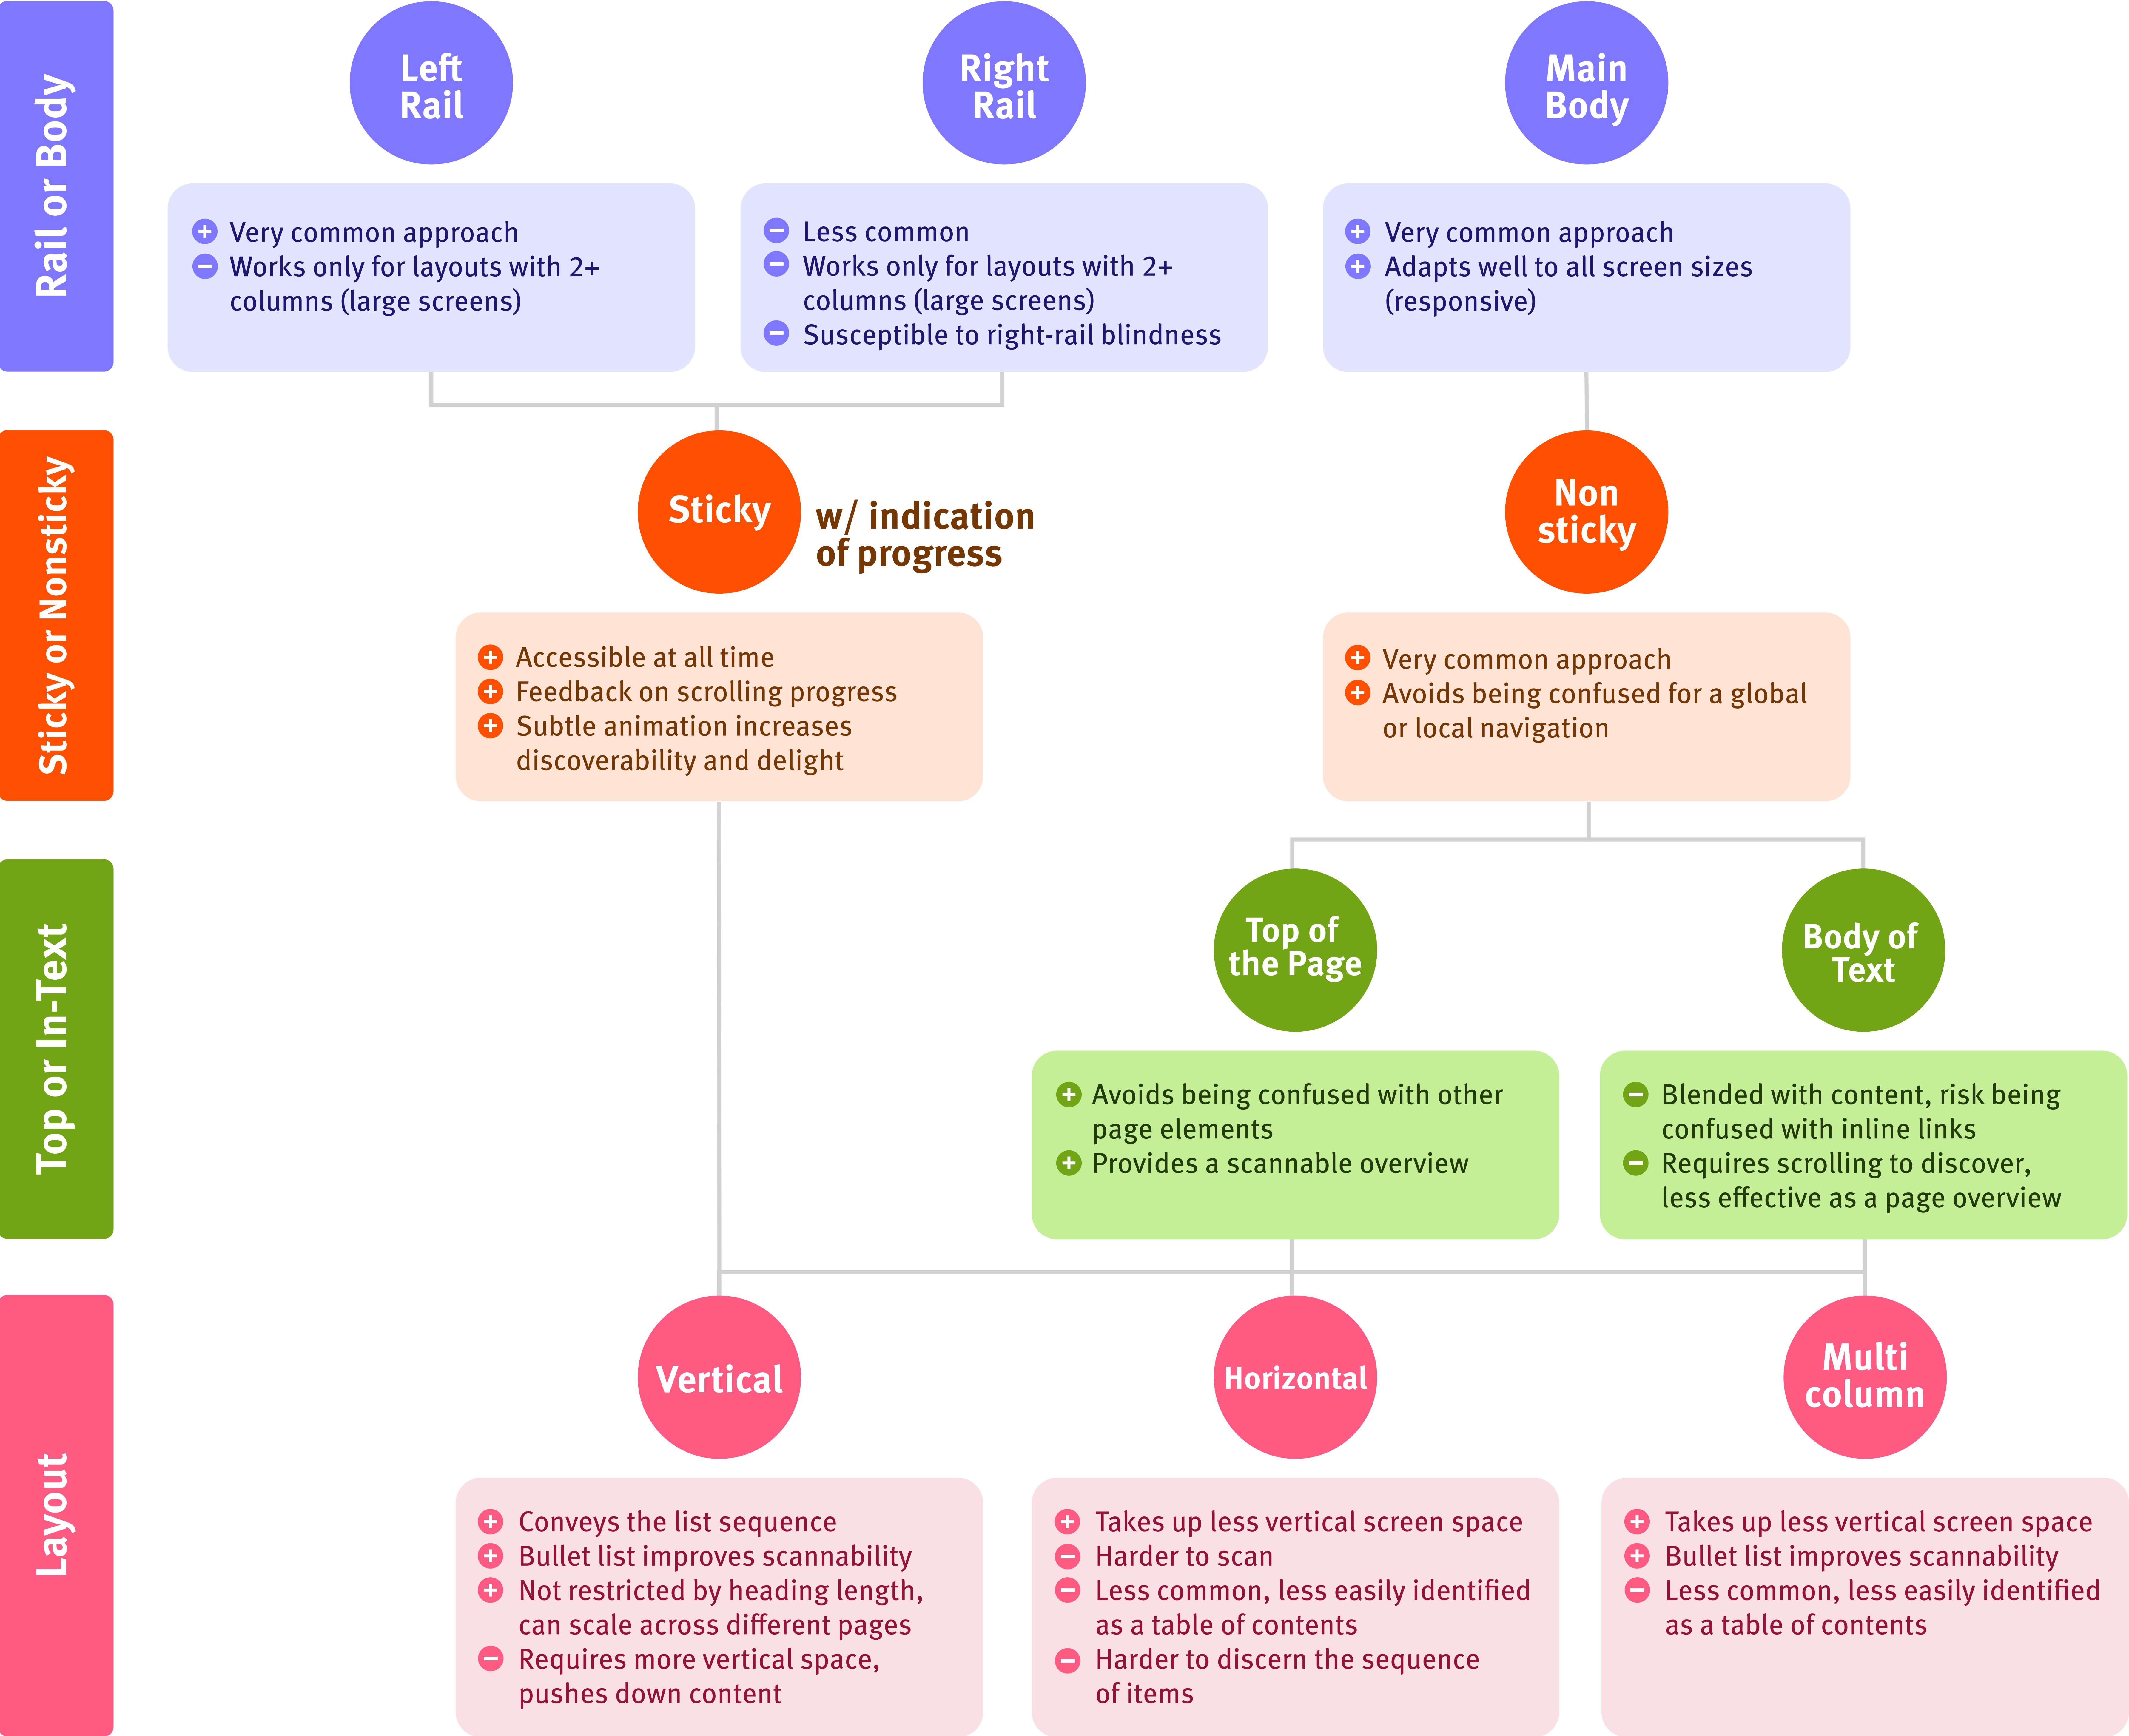 Rail or Body
Left
Rail
Right
Rail
Main
Body
+ Very common approach
− Works only for layouts with 2+
columns (large screens)
− Less common
− Works only for layouts with 2+
columns (large screens)
− Susceptible to right-rail blindness
+ Very common approach
+ Adapts well to all screen sizes
(responsive)
Sticky or Nonsticky
Sticky
w/ indication
of progress
Non
sticky
+ Accessible at all time
+ Feedback on scrolling progress
+ Subtle animation increases
discoverability and delight
+ Very common approach
+ Avoids being confused for a global
or local navigation
Top or In-Text
Top of
the Page
Body of
Text
+ Avoids being confused with other
page elements
+ Provides a scannable overview
− Blended with content, risk being
confused with inline links
− Requires scrolling to discover,
less effective as a page overview
Layout
Vertical
Horizontal
Multi
column
+ Conveys the list sequence
+ Bullet list improves scannability
+ Not restricted by heading length,
can scale across different pages
− Requires more vertical space,
pushes down content
+ Takes up less vertical screen space
− Harder to scan
− Less common, less easily identified
as a table of contents
− Harder to discern the sequence
of items
+ Takes up less vertical screen space
+ Bullet list improves scannability
− Less common, less easily identified
as a table of contents